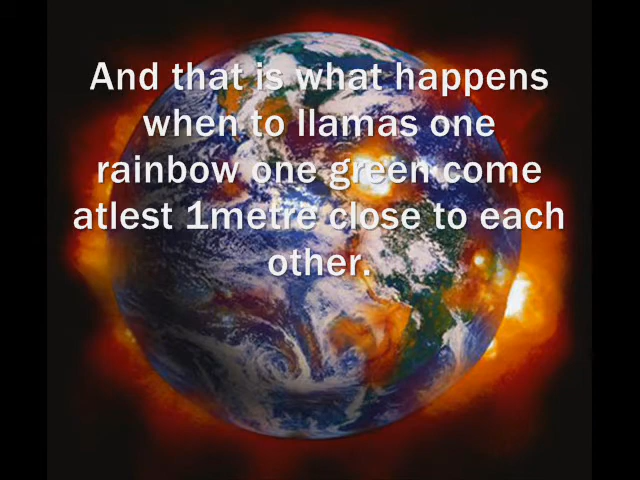 And that is what happens
when to llamas one
rainbow one green come
atlest 1metre close to each
other.